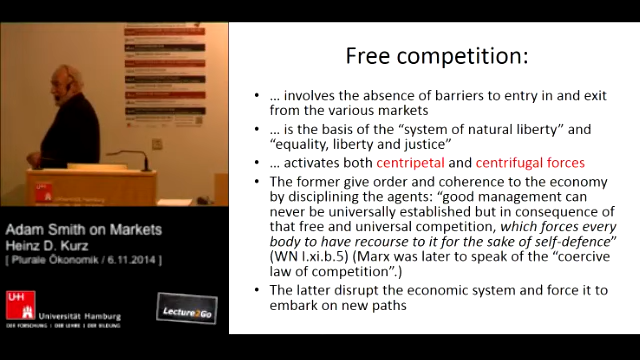 Free competition:
• … involves the absence of barriers to entry in and exit
from the various markets
• … is the basis of the “system of natural liberty” and
“equality, liberty and justice”
• … activates both centripetal and centrifugal forces
• The former give order and coherence to the economy
by disciplining the agents: “good management can
never be universally established but in consequence of
that free and universal competition, which forces every
body to have recourse to it for the sake of self-defence”
(WN I.xi.b.5) (Marx was later to speak of the “coercive
law of competition”.)
• The latter disrupt the economic system and force it to
embark on new paths
Adam Smith on Markets
Heinz D. Kurz
[ Plurale Ökonomik / 6.11.2014 ]
UH
Universität Hamburg
DER FORSCHUNG | DER LEHRE | DER BILDUNG
Lecture2Go